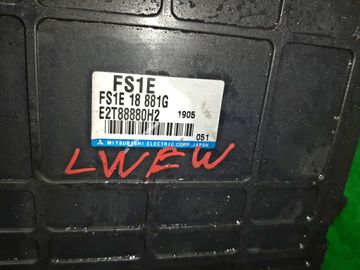 FS1E
FS1E 18 881G
E2T88880H2 1905
051
MITSUBISHI ELECTRIC CORP. JAPAN
LWEW